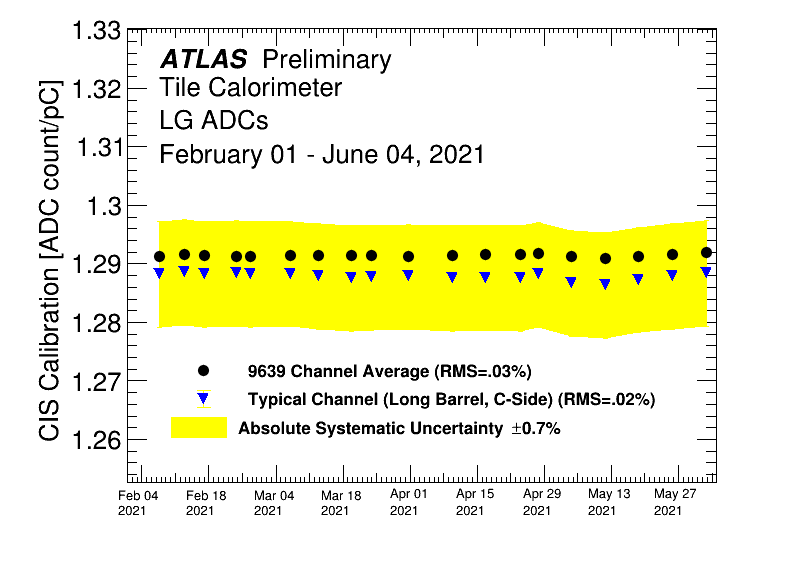 1.33
ATLAS Preliminary
Tile Calorimeter
1.32
LG ADCs
1.31
February 01 - June 04, 2021
1.3
1.29
1.28
1.27
1.26
CIS Calibration [ADC count/pC]
9639 Channel Average (RMS=.03%)
Typical Channel (Long Barrel, C-Side) (RMS=.02%)
Absolute Systematic Uncertainty ±0.7%
Feb 04 Feb 18 Mar 04 Mar 18 Apr 01 Apr 15 Apr 29 May 13 May 27
2021 2021 2021 2021 2021 2021 2021 2021 2021